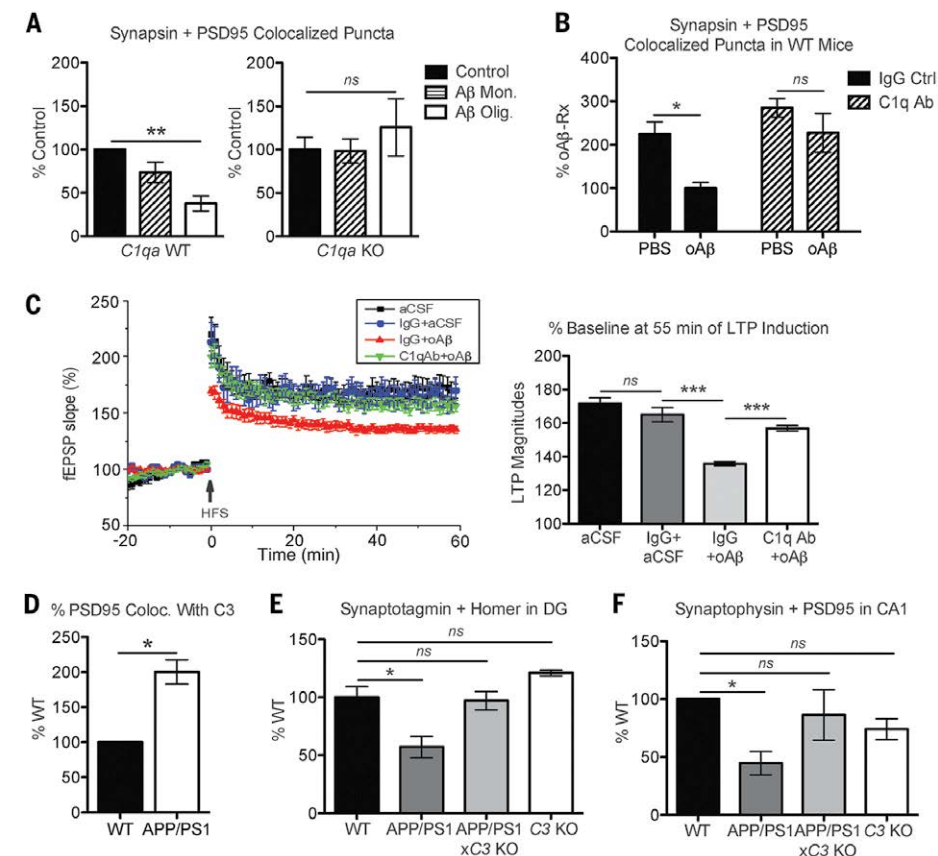 A
Synapsin + PSD95 Colocalized Puncta
% Control
200
150
100
50
0
**
C1qa WT
% Control
200
150
100
50
0
ns
C1qa KO
Control
Aβ Mon.
Aβ Olig.
B
Synapsin + PSD95
Colocalized Puncta in WT Mice
% oAβ-Rx
400
300
200
100
0
*
ns
PBS oAβ PBS oAβ
IgG Ctrl
C1q Ab
C
fEPSP slope (%)
250
200
150
100
50
aCSF
IgG+aCSF
IgG+oAβ
C1qAb+oAβ
HFS
-20 0 20 40 60
Time (min)
% Baseline at 55 min of LTP Induction
LTP Magnitudes
200
180
160
140
120
100
ns
***
***
aCSF IgG+ IgG C1q Ab
aCSF +oAβ +oAβ
D
% PSD95 Coloc. With C3
% WT
250
200
150
100
50
0
*
WT APP/PS1
E
Synaptotagmin + Homer in DG
% WT
150
100
50
0
ns
ns
*
WT APP/PS1 APP/PS1 C3 KO
xC3 KO
F
Synaptophysin + PSD95 in CA1
% WT
150
100
50
0
ns
ns
*
WT APP/PS1 APP/PS1 C3 KO
xC3 KO